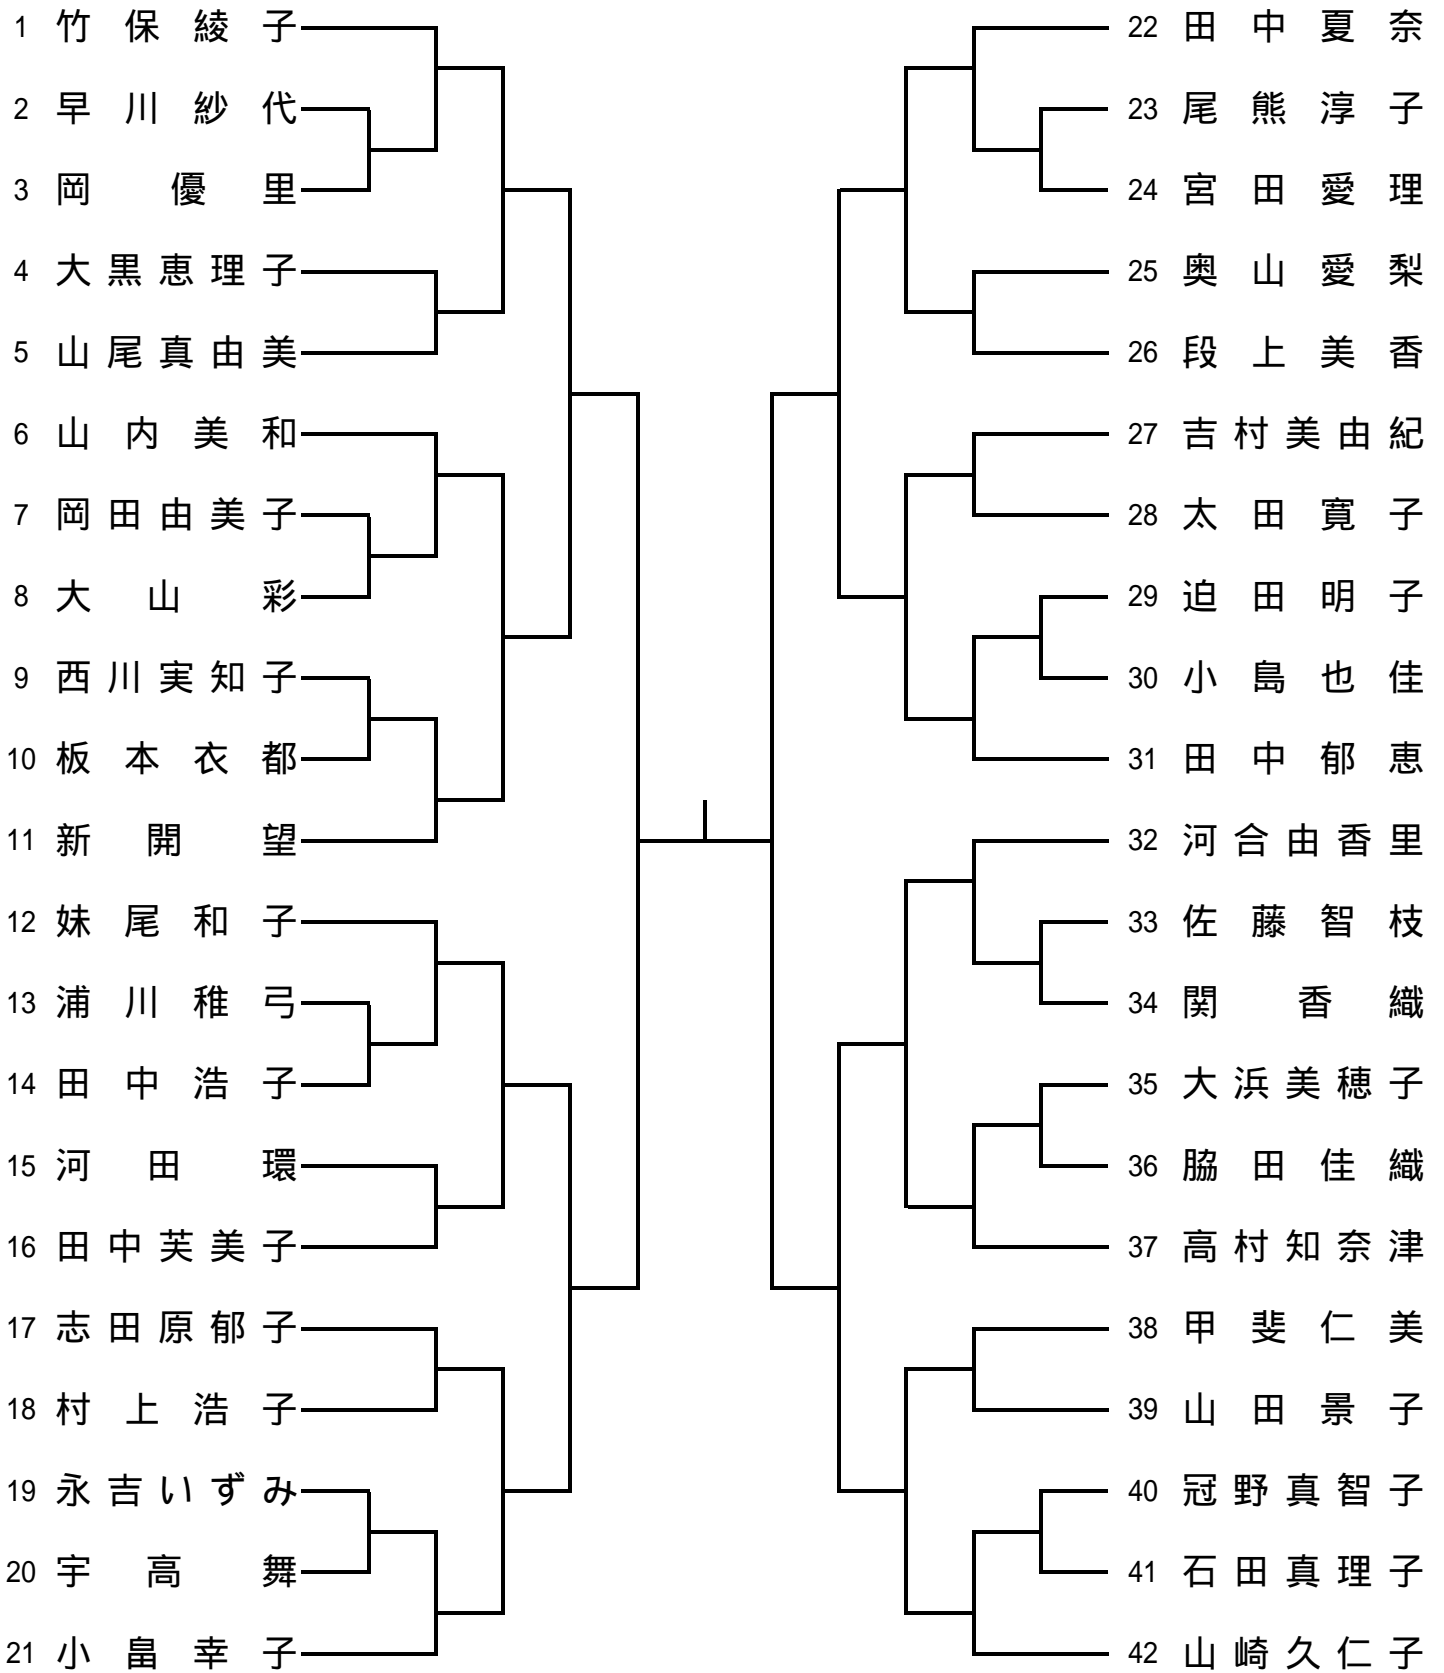 1 竹保綾子
2 早川紗代
3 岡優里
4 大黒恵理子
5 山尾真由美
6 山内美和
7 岡田由美子
8 大山彩
9 西川実知子
10 板本衣都
11 新開望
12 妹尾和子
13 浦川稚弓
14 田中浩子
15 河田環
16 田中芙美子
17 志田原郁子
18 村上浩子
19 永吉いずみ
20 宇高舞
21 小畠幸子
22 田中夏奈
23 尾熊淳子
24 宮田愛理
25 奥山愛梨
26 段上美香
27 吉村美由紀
28 太田寛子
29 迫田明子
30 小島也佳
31 田中郁恵
32 河合由香里
33 佐藤智枝
34 関香織
35 大浜美穂子
36 脇田佳織
37 高村知奈津
38 甲斐仁美
39 山田景子
40 冠野真智子
41 石田真理子
42 山崎久仁子